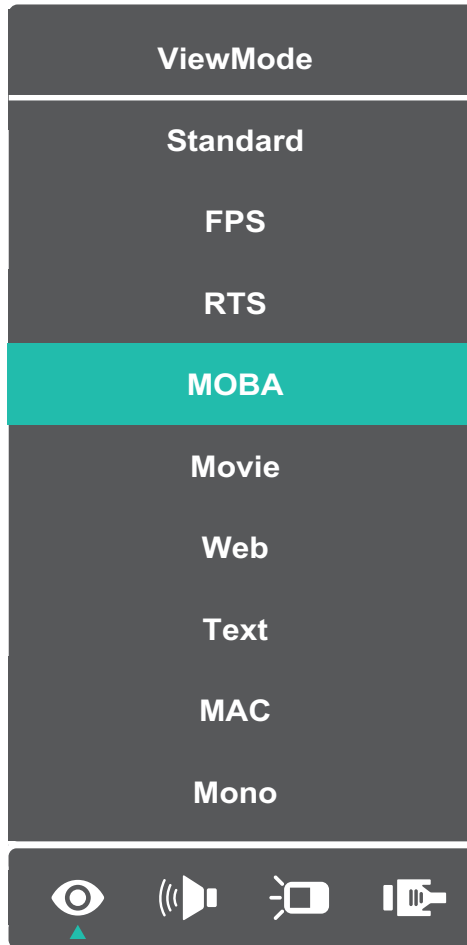 ViewMode
Standard
FPS
RTS
MOBA
Movie
Web
Text
MAC
Mono